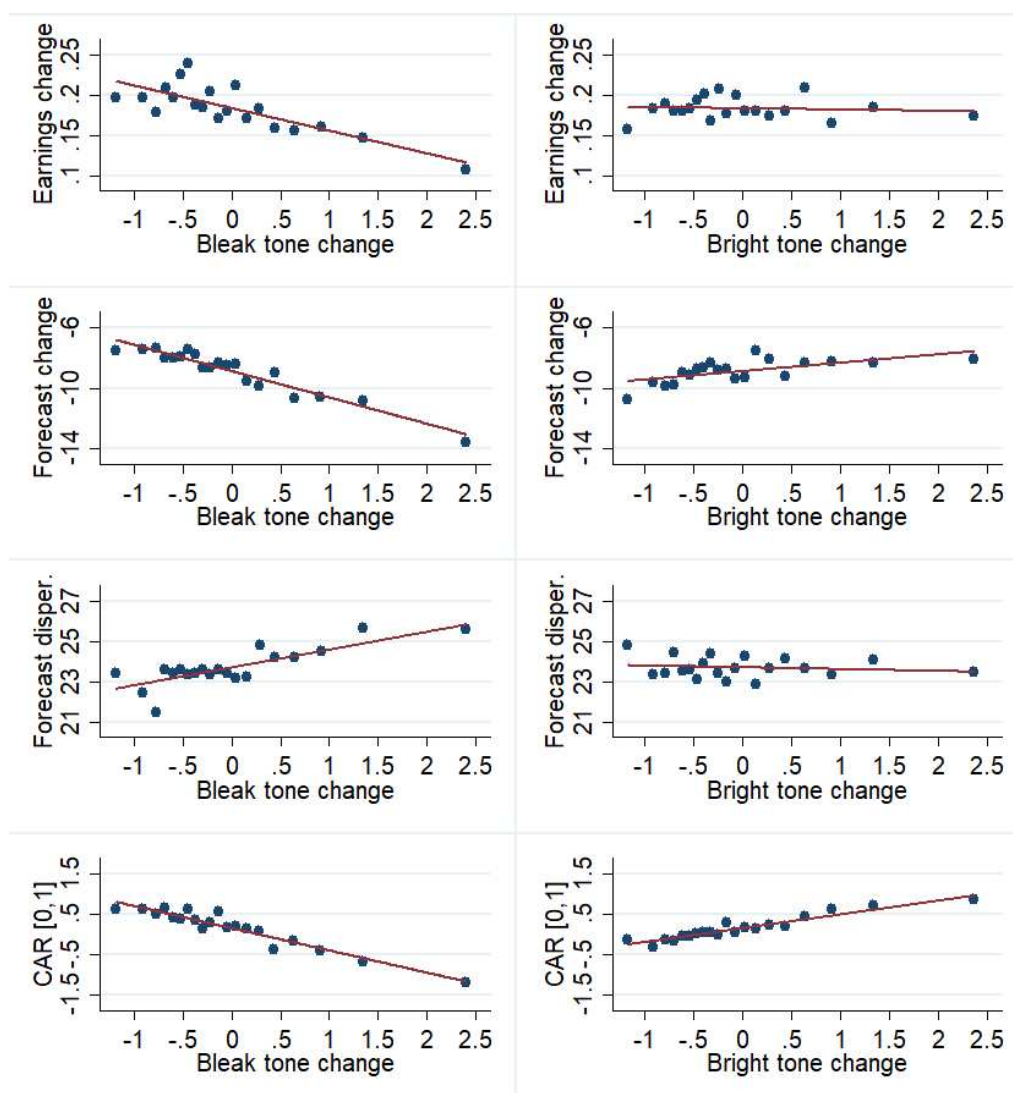 Earnings change
.25
.2
.15
.1
-1 -.5 0 .5 1 1.5 2 2.5
Bleak tone change
Earnings change
.25
.2
.15
.1
-1 -.5 0 .5 1 1.5 2 2.5
Bright tone change
Forecast change
-6
-10
-14
-1 -.5 0 .5 1 1.5 2 2.5
Bleak tone change
Forecast change
-6
-10
-14
-1 -.5 0 .5 1 1.5 2 2.5
Bright tone change
Forecast disper.
27
25
23
21
-1 -.5 0 .5 1 1.5 2 2.5
Bleak tone change
Forecast disper.
27
25
23
21
-1 -.5 0 .5 1 1.5 2 2.5
Bright tone change
CAR [0,1]
1.5
.5
-.5
-1.5
-1 -.5 0 .5 1 1.5 2 2.5
Bleak tone change
CAR [0,1]
1.5
.5
-.5
-1.5
-1 -.5 0 .5 1 1.5 2 2.5
Bright tone change